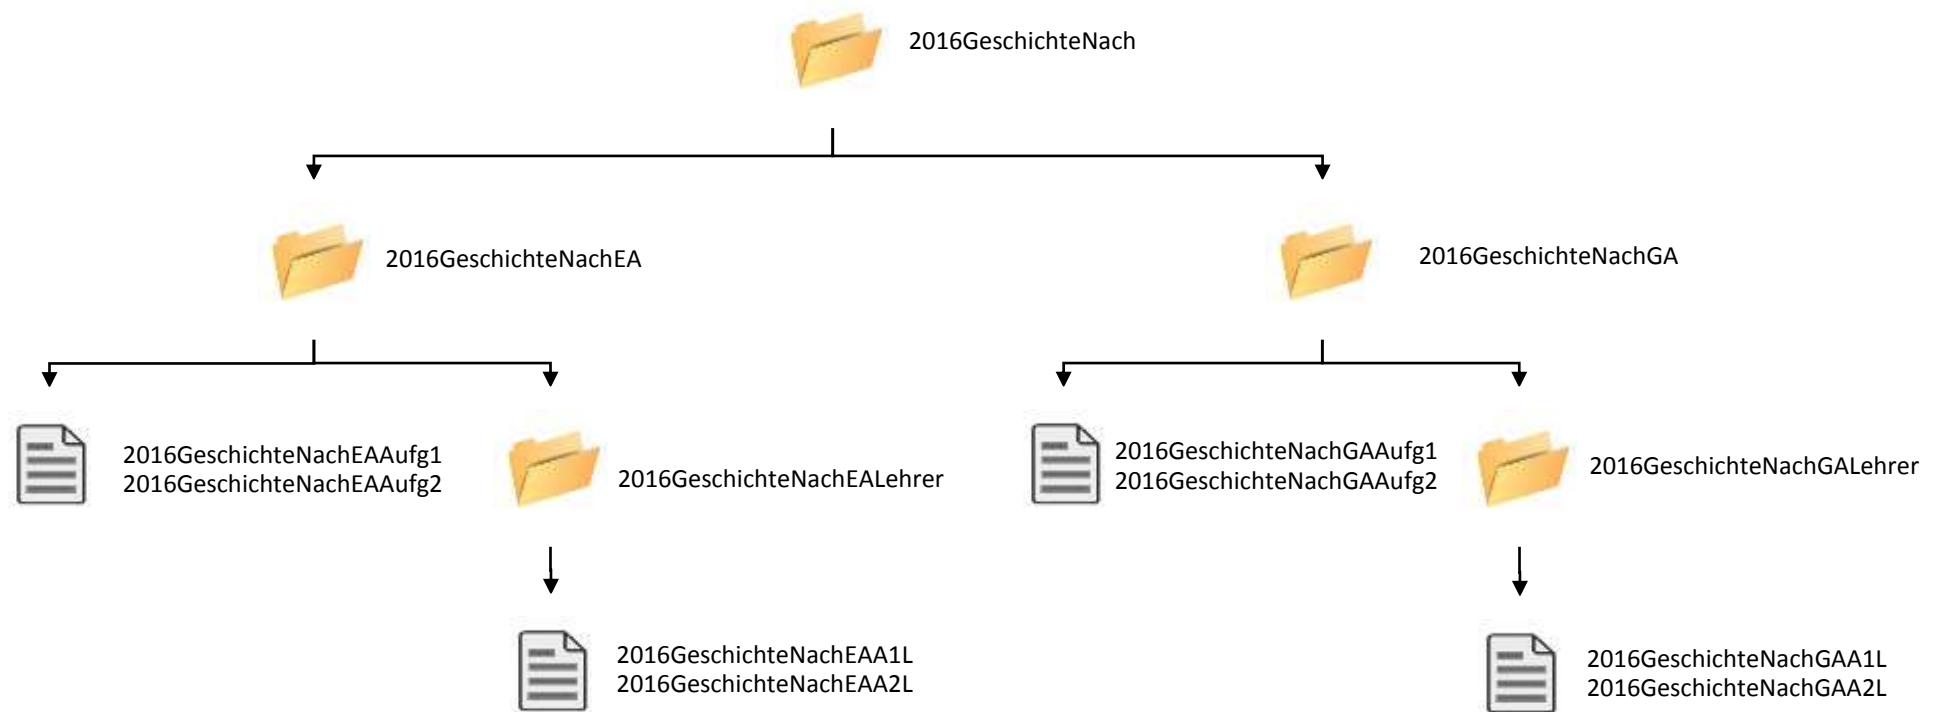 2016GeschichteNach
2016GeschichteNachEA
2016GeschichteNachGA
2016GeschichteNachEAAufg1
2016GeschichteNachEAAufg2
2016GeschichteNachEALehrer
2016GeschichteNachGAAufg1
2016GeschichteNachGAAufg2
2016GeschichteNachGALehrer
2016GeschichteNachEAA1L
2016GeschichteNachEAA2L
2016GeschichteNachGAA1L
2016GeschichteNachGAA2L